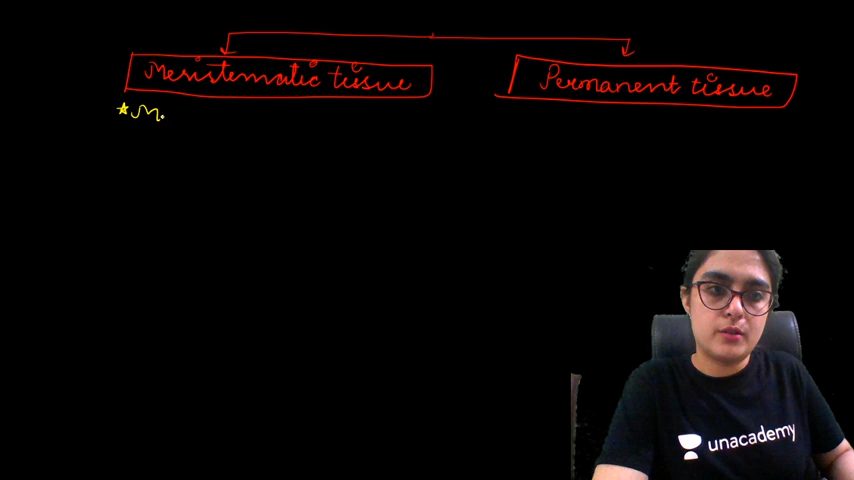 Meristematic tissue
Permanent tissue
*M.
unacademy